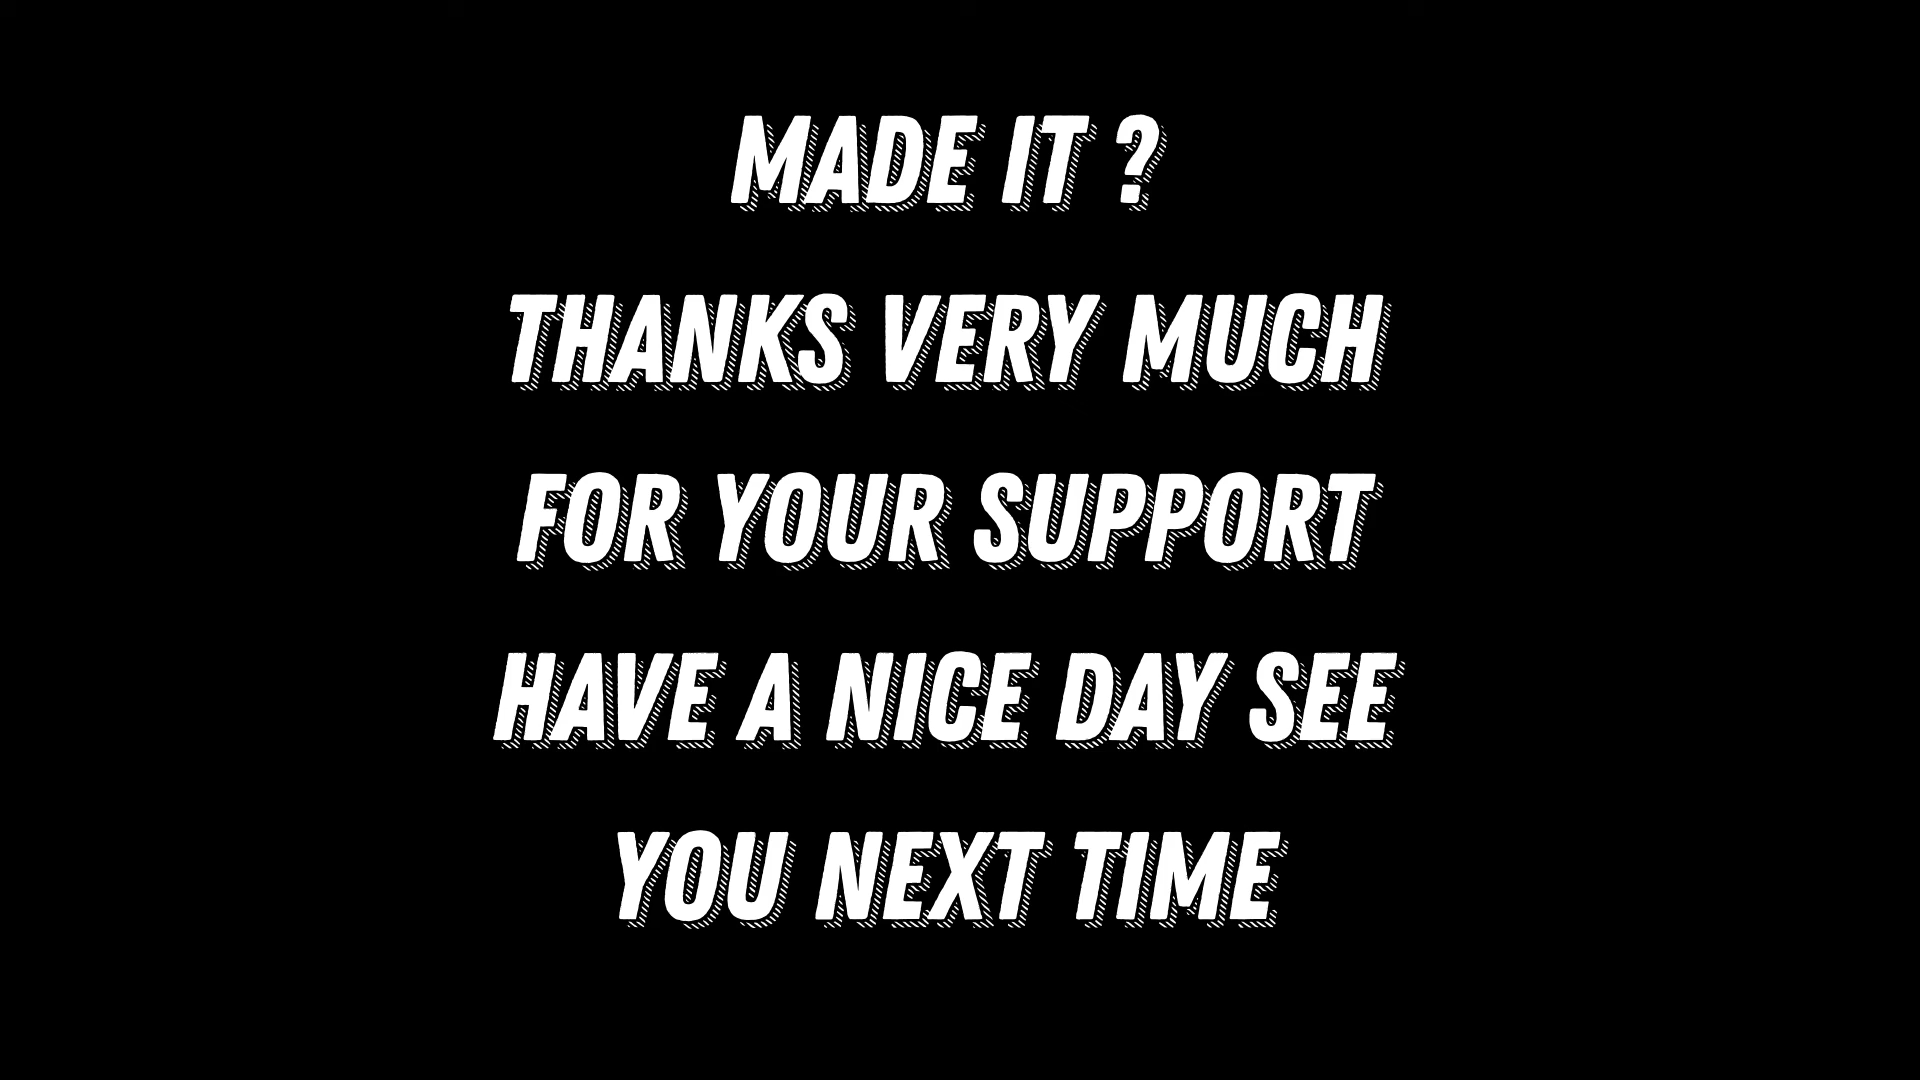 MADE IT ?
THANKS VERY MUCH
FOR YOUR SUPPORT
HAVE A NICE DAY SEE
YOU NEXT TIME